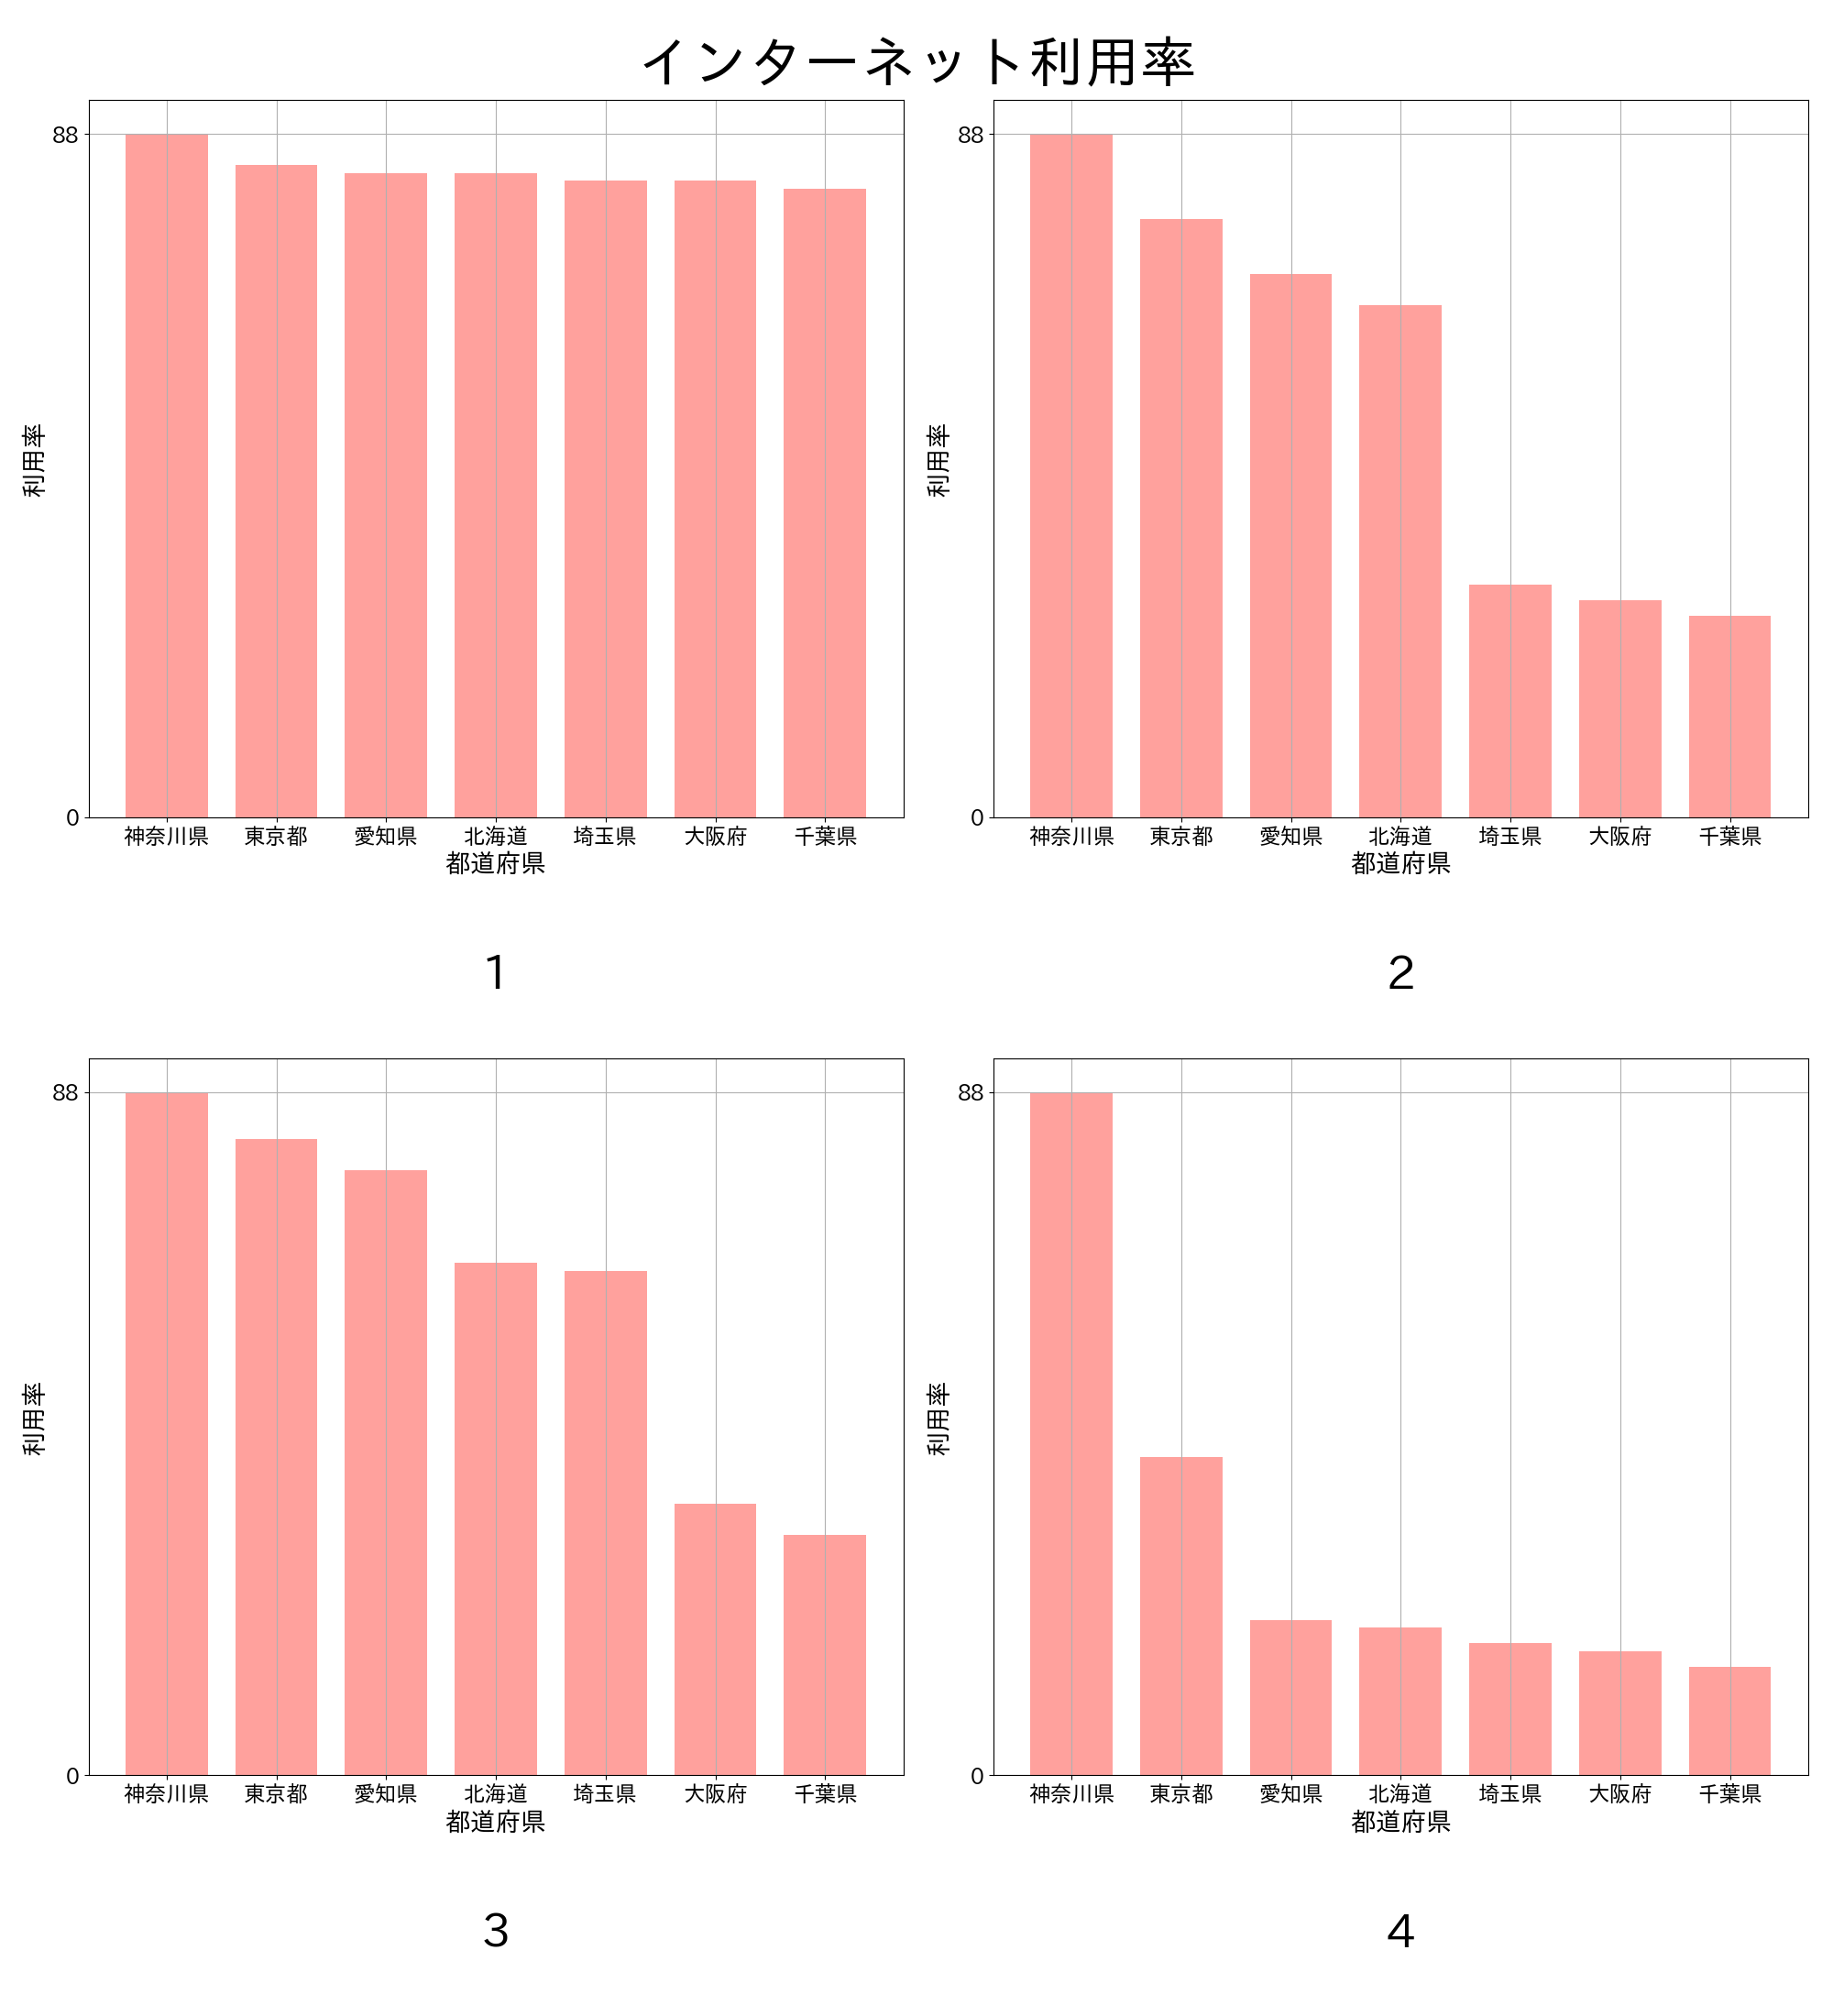 インターネット利用率
88
0
利用率
神奈川県 東京都 愛知県 北海道 埼玉県 大阪府 千葉県
都道府県
1
88
0
利用率
神奈川県 東京都 愛知県 北海道 埼玉県 大阪府 千葉県
都道府県
2
88
0
利用率
神奈川県 東京都 愛知県 北海道 埼玉県 大阪府 千葉県
都道府県
3
88
0
利用率
神奈川県 東京都 愛知県 北海道 埼玉県 大阪府 千葉県
都道府県
4